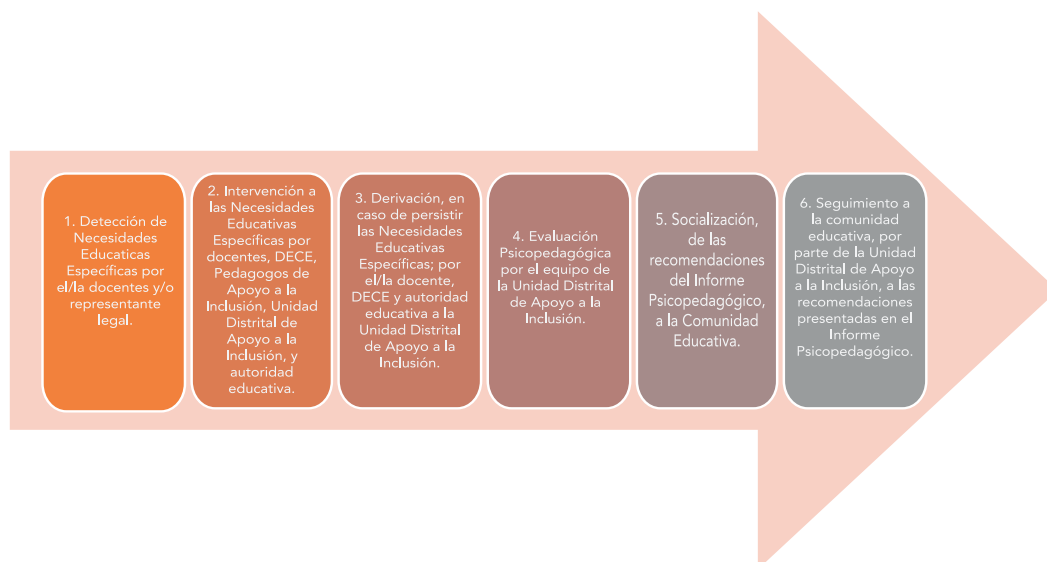 1. Detección de
Necesidades
Educaticas
Específicas por
el/la docentes y/o
representante
legal.
2. Intervención a
las Necesidades
Educativas
Específicas por
docentes, DECE,
Pedagogos de
Apoyo a la
Inclusión, Unidad
Distrital de
Apoyo a la
Inclusión, y
autoridad
educativa.
3. Derivación, en
caso de persistir
las Necesidades
Educativas
Específicas; por
el/la docente,
DECE y autoridad
educativa a la
Unidad Distrital
de Apoyo a la
Inclusión.
4. Evaluación
Psicopedagógica
por el equipo de
la Unidad Distrital
de Apoyo a la
Inclusión.
5. Socialización,
de las
recomendaciones
del Informe
Psicopedagógico,
a la Comunidad
Educativa.
6. Seguimiento a
la comunidad
educativa, por
parte de la Unidad
Distrital de Apoyo
a la Inclusión, a las
recomendaciones
presentadas en el
Informe
Psicopedagógico.